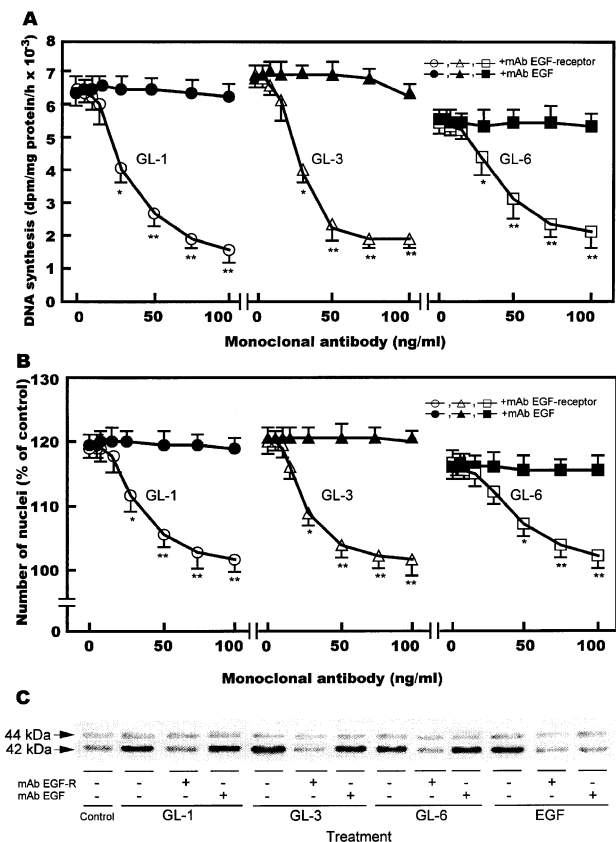 A
DNA synthesis (dpm/mg protein/h x 10⁻³)
8
7
6
5
4
3
2
1
0
+mAb EGF-receptor
+mAb EGF
GL-1
GL-3
GL-6
*
*
*
**
**
**
**
**
**
**
**
**
0 50 100 0 50 100 0 50 100
Monoclonal antibody (ng/ml)
B
Number of nuclei (% of control)
130
120
110
100
0
+mAb EGF-receptor
+mAb EGF
GL-1
GL-3
GL-6
*
*
*
**
**
**
**
**
**
**
**
0 50 100 0 50 100 0 50 100
Monoclonal antibody (ng/ml)
C
44 kDa
42 kDa
mAb EGF-R - - + - - + - - + - - + -
mAb EGF - - - + - - + - - + - - +
Control GL-1 GL-3 GL-6 EGF
Treatment